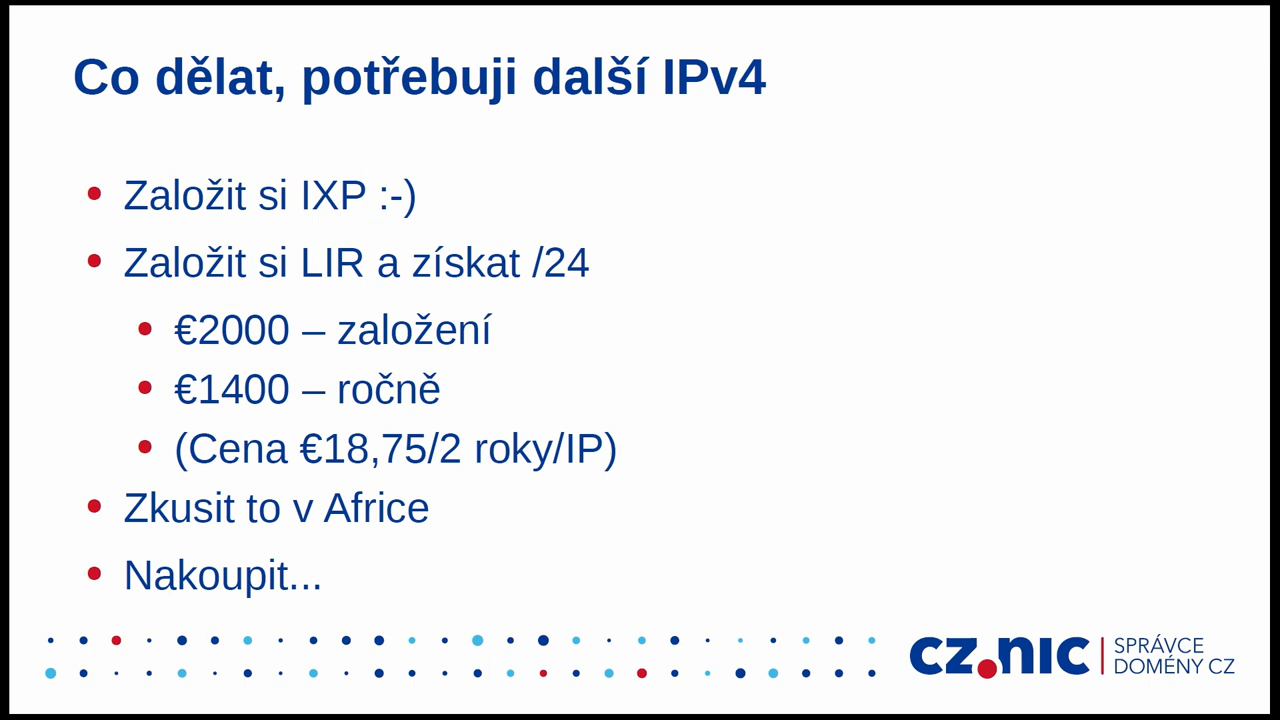 Co dělat, potřebuji další IPv4
• Založit si IXP :-)
• Založit si LIR a získat /24
• €2000 – založení
• €1400 – ročně
• (Cena €18,75/2 roky/IP)
• Zkusit to v Africe
• Nakoupit...
CZ.NIC
SPRÁVCE
DOMÉNY CZ